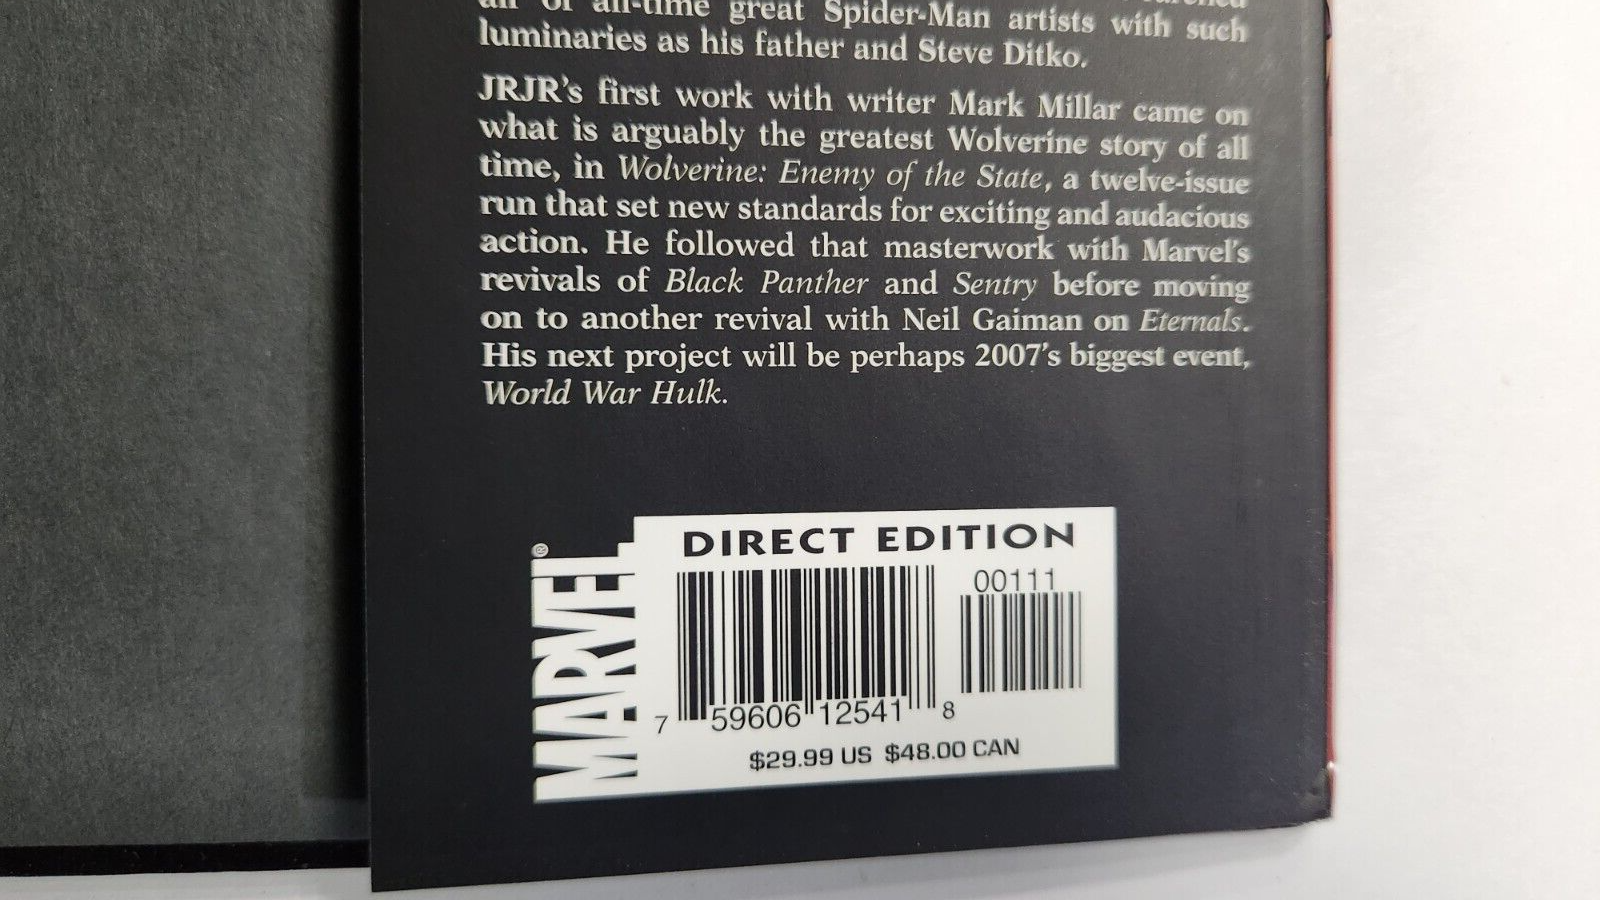 of all-time great Spider-Man artists with such
luminaries as his father and Steve Ditko.
JRJR's first work with writer Mark Millar came on
what is arguably the greatest Wolverine story of all
time, in Wolverine: Enemy of the State, a twelve-issue
run that set new standards for exciting and audacious
action. He followed that masterwork with Marvel's
revivals of Black Panther and Sentry before moving
on to another revival with Neil Gaiman on Eternals.
His next project will be perhaps 2007's biggest event,
World War Hulk.
MARVEL®
DIRECT EDITION
00111
7 59606 12541 8
$29.99 US $48.00 CAN